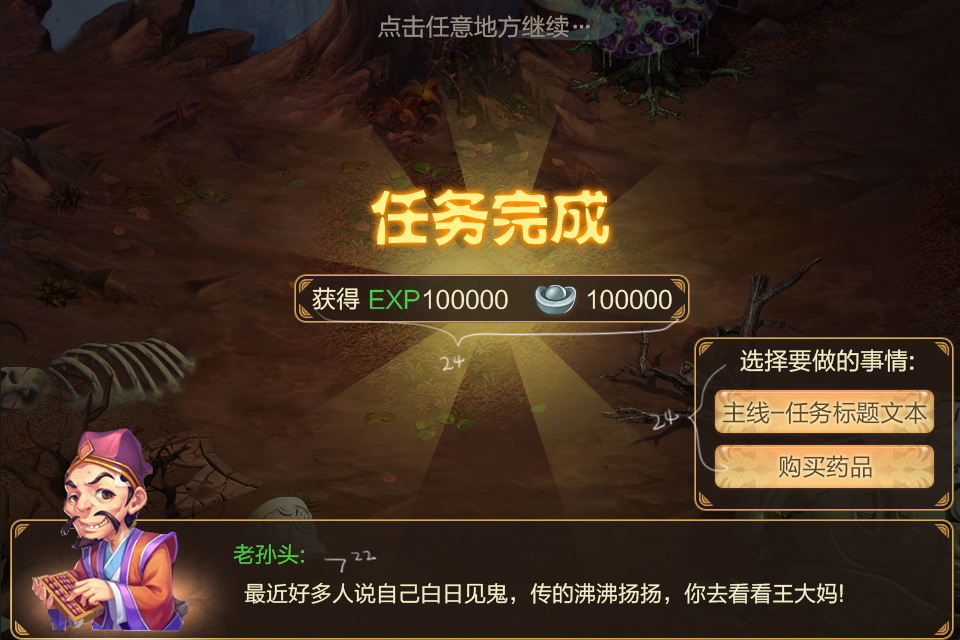 点击任意地方继续…
任务完成
获得 EXP100000 100000
24
选择要做的事情:
24
主线-任务标题文本
购买药品
老孙头: 22
最近好多人说自己白日见鬼，传的沸沸扬扬，你去看看王大妈!